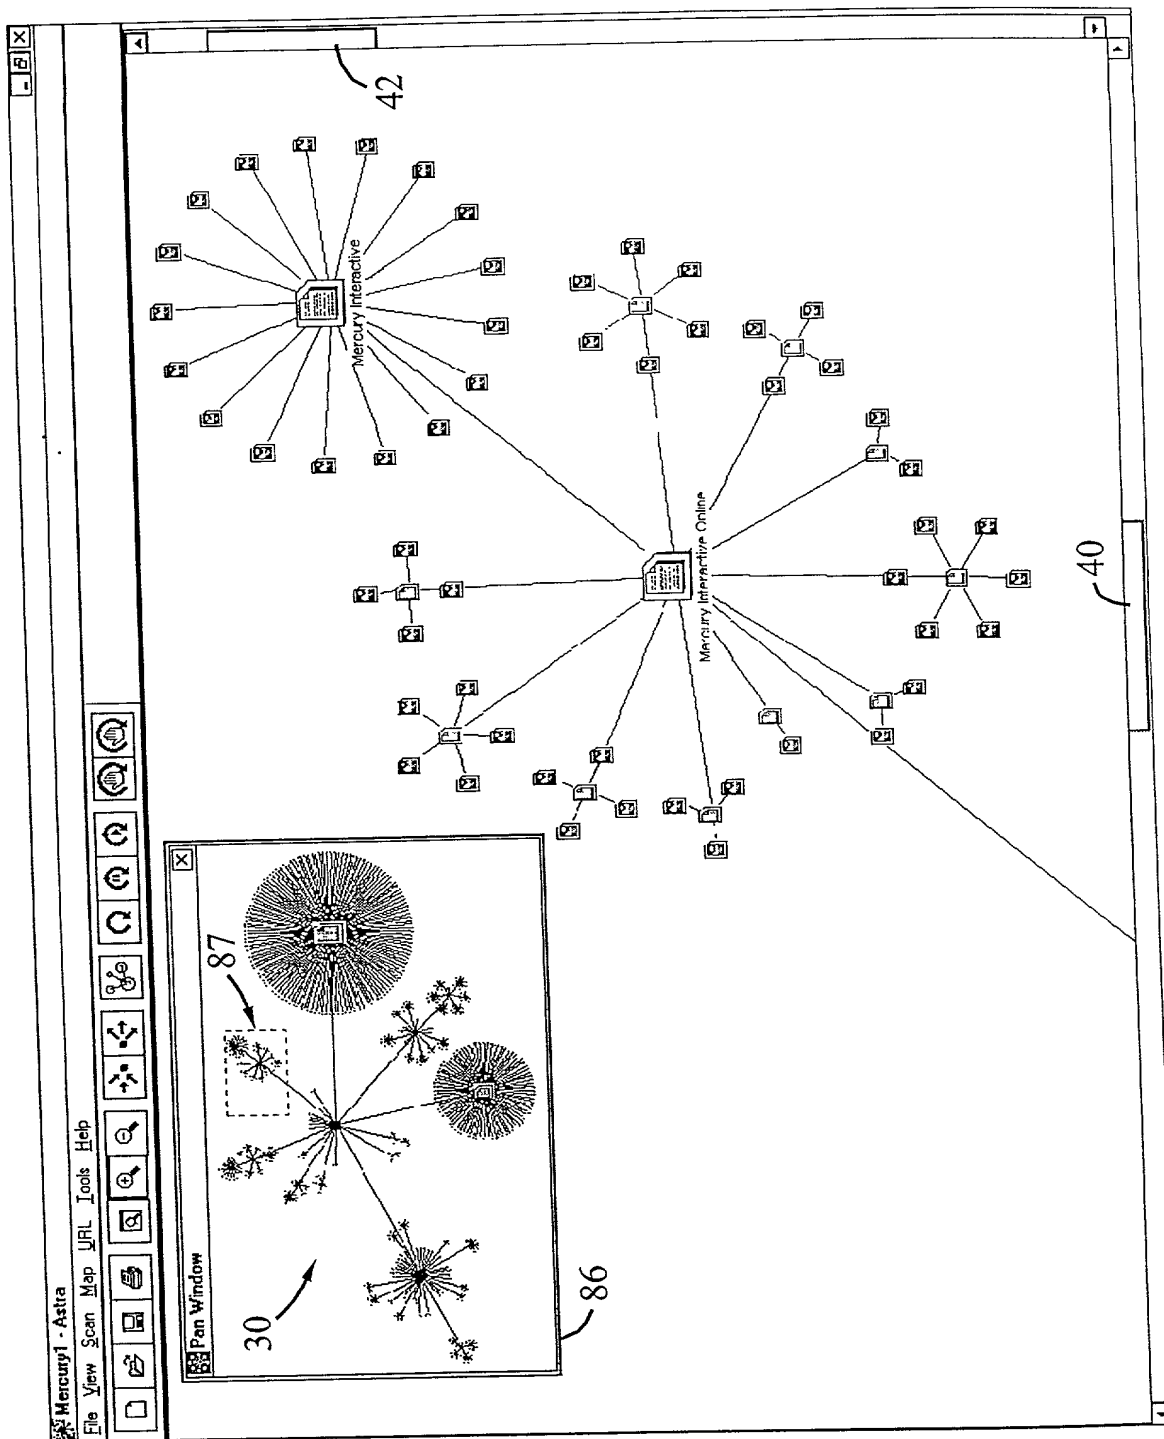 Mercury1 - Astra
File View Scan Map URL Tools Help
Pan Window
30
87
86
Mercury Interactive
Mercury Interactive Online
42
40